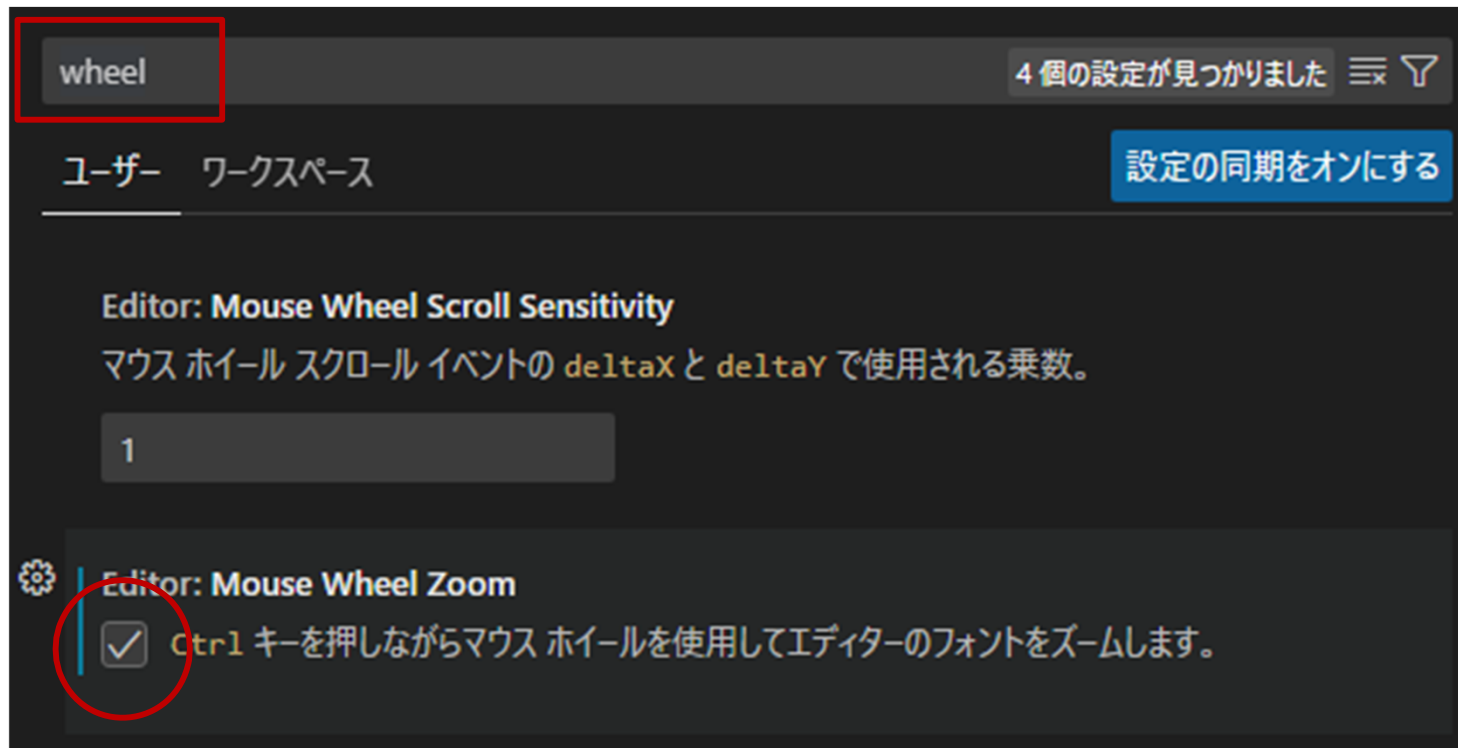 wheel
4 個の設定が見つかりました
ユーザー ワークスペース
設定の同期をオンにする
Editor: Mouse Wheel Scroll Sensitivity
マウス ホイール スクロール イベントの deltaX と deltaY で使用される乗数。
1
Editor: Mouse Wheel Zoom
Ctrl キーを押しながらマウス ホイールを使用してエディターのフォントをズームします。